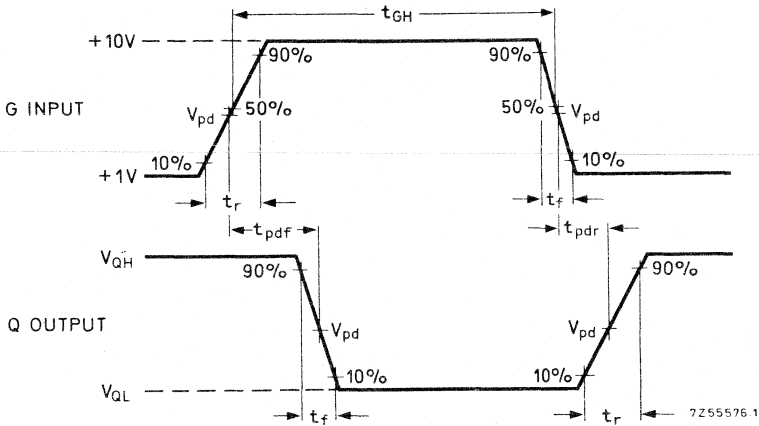 t_GH
+10V
90%
90%
G INPUT
V_pd
50%
50%
V_pd
10%
10%
+1V
t_r
t_f
t_pdf
t_pdr
V_QH
90%
90%
Q OUTPUT
V_pd
V_pd
10%
10%
V_QL
t_f
t_r
7Z55576.1